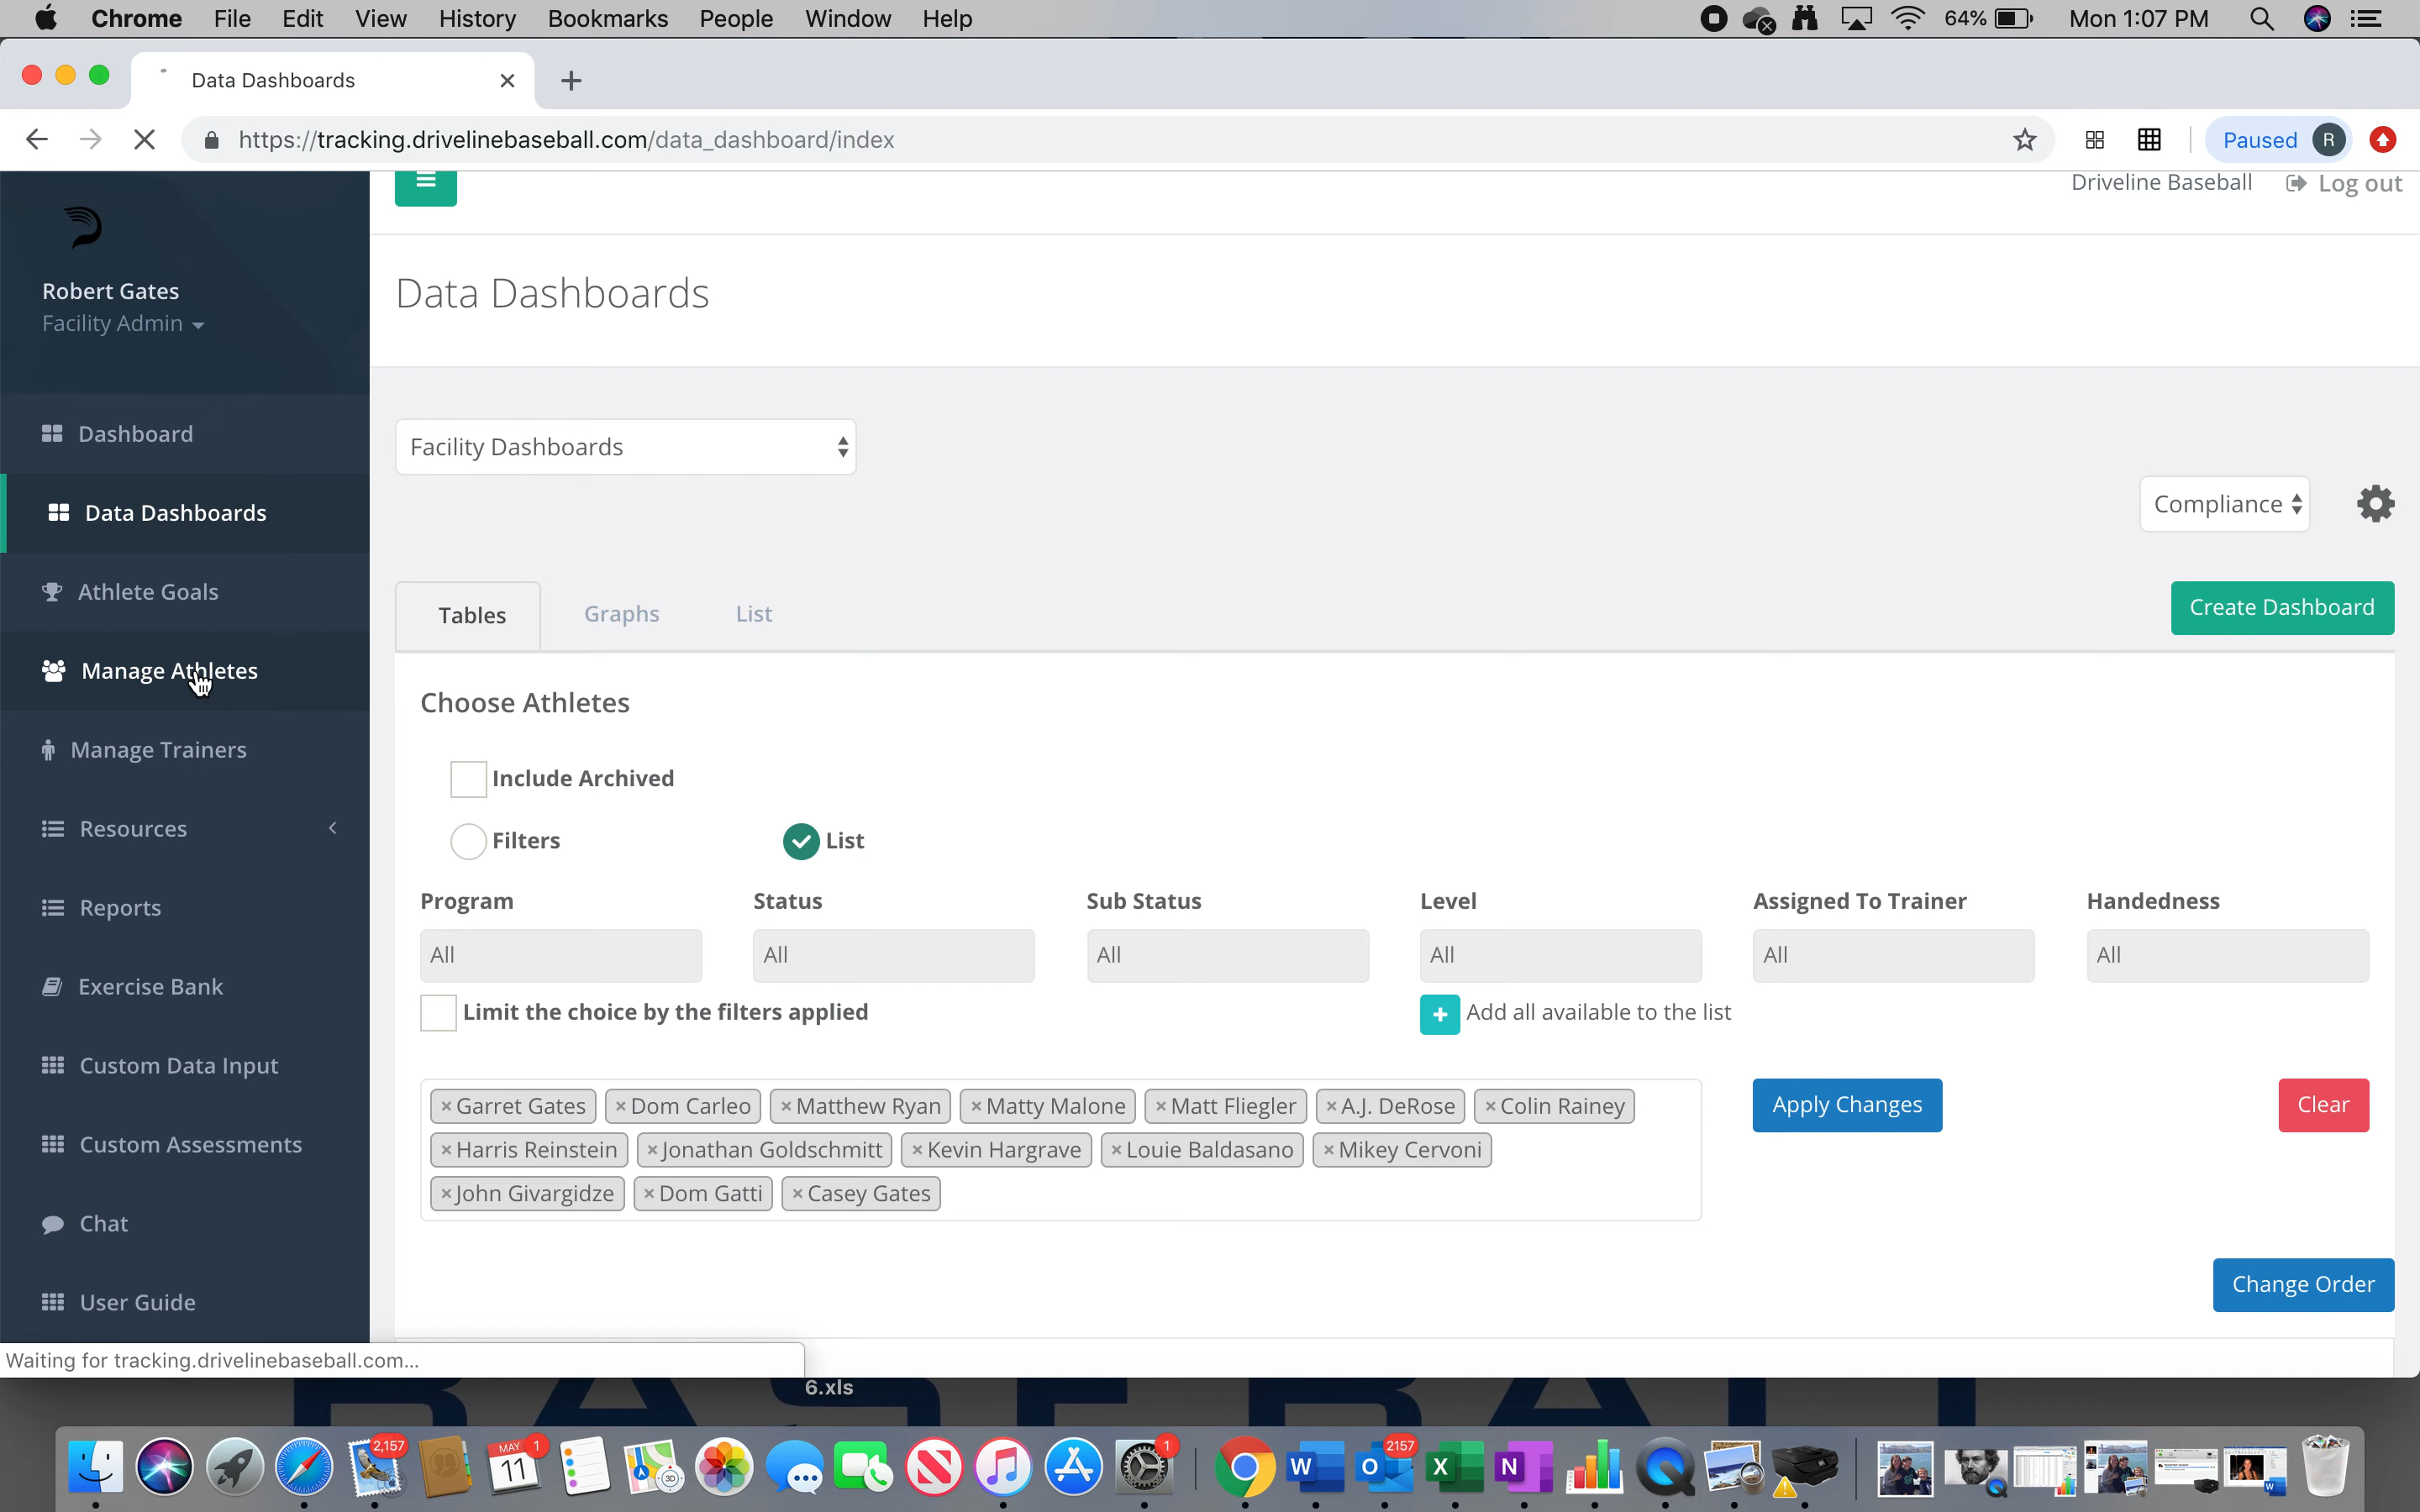 Chrome File Edit View History Bookmarks People Window Help 64% Mon 1:07 PM
Data Dashboards
https://tracking.drivelinebaseball.com/data_dashboard/index Paused R
Driveline Baseball Log out
Robert Gates
Facility Admin
Dashboard
Data Dashboards
Athlete Goals
Manage Athletes
Manage Trainers
Resources
Reports
Exercise Bank
Custom Data Input
Custom Assessments
Chat
User Guide
Data Dashboards
Facility Dashboards
Compliance
Tables Graphs List Create Dashboard
Choose Athletes
Include Archived
Filters List
Program Status Sub Status Level Assigned To Trainer Handedness
All All All All All All
Limit the choice by the filters applied + Add all available to the list
×Garret Gates ×Dom Carleo ×Matthew Ryan ×Matty Malone ×Matt Fliegler ×A.J. DeRose ×Colin Rainey Apply Changes Clear
×Harris Reinstein ×Jonathan Goldschmitt ×Kevin Hargrave ×Louie Baldasano ×Mikey Cervoni
×John Givargidze ×Dom Gatti ×Casey Gates
Change Order
Waiting for tracking.drivelinebaseball.com...
6.xls
BASEBALL
2,157 MAY 11 1 3D 1 W O 2157 X N